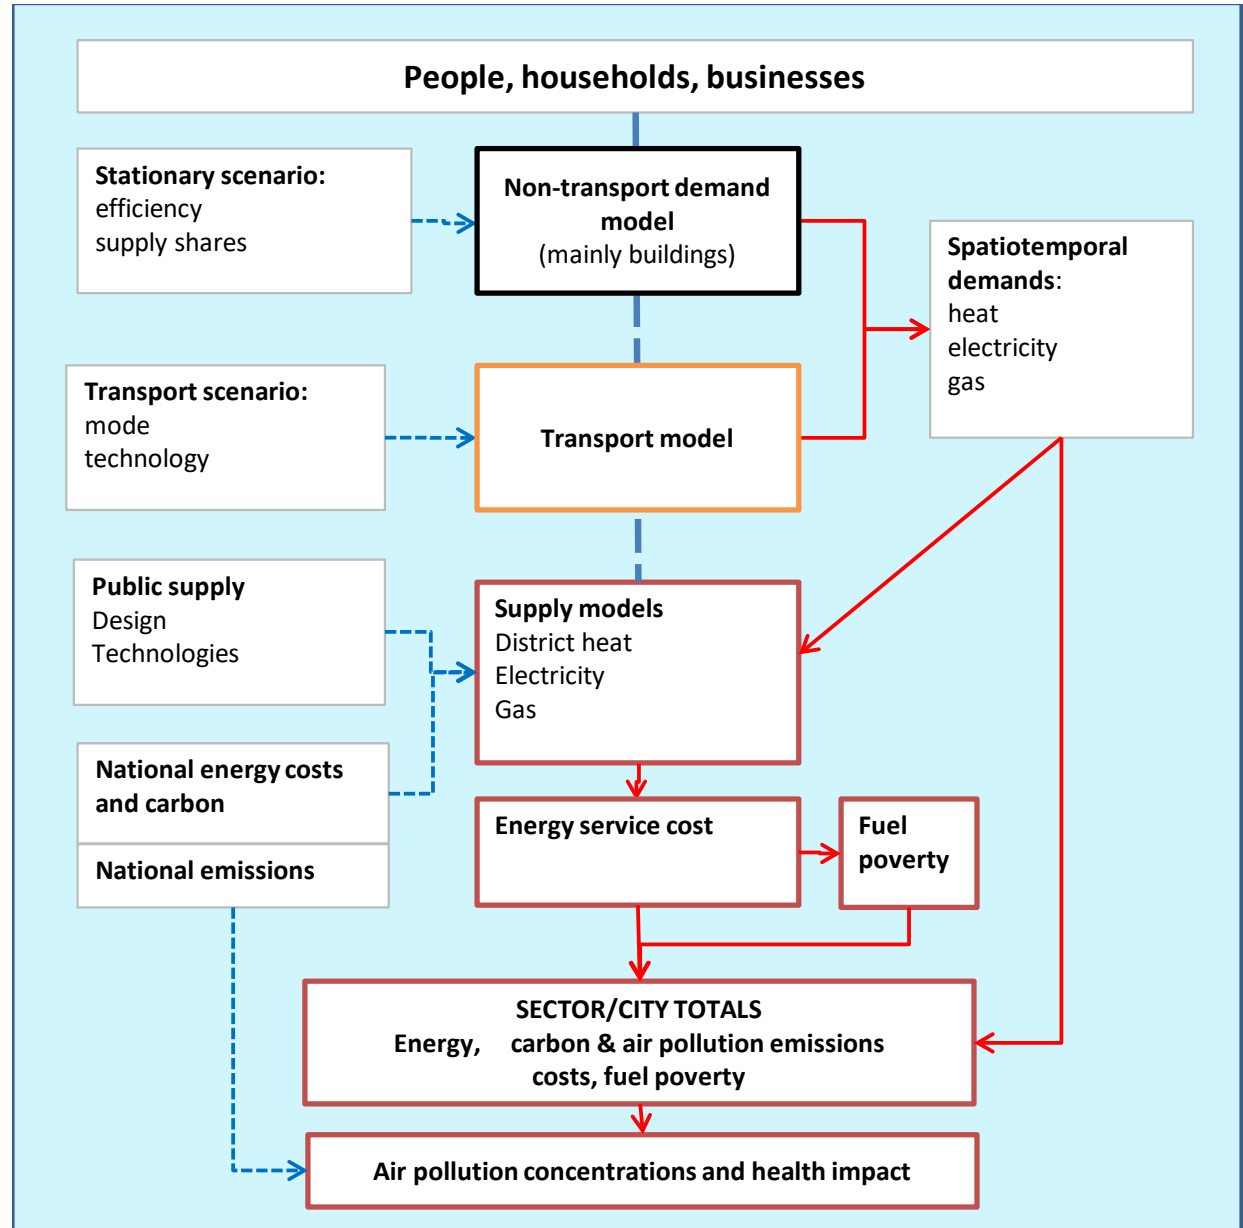 People, households, businesses
Stationary scenario:
efficiency
supply shares
Non-transport demand
model
(mainly buildings)
Spatiotemporal
demands:
heat
electricity
gas
Transport scenario:
mode
technology
Transport model
Public supply
Design
Technologies
Supply models
District heat
Electricity
Gas
National energy costs
and carbon
National emissions
Energy service cost
Fuel
poverty
SECTOR/CITY TOTALS
Energy, carbon & air pollution emissions
costs, fuel poverty
Air pollution concentrations and health impact